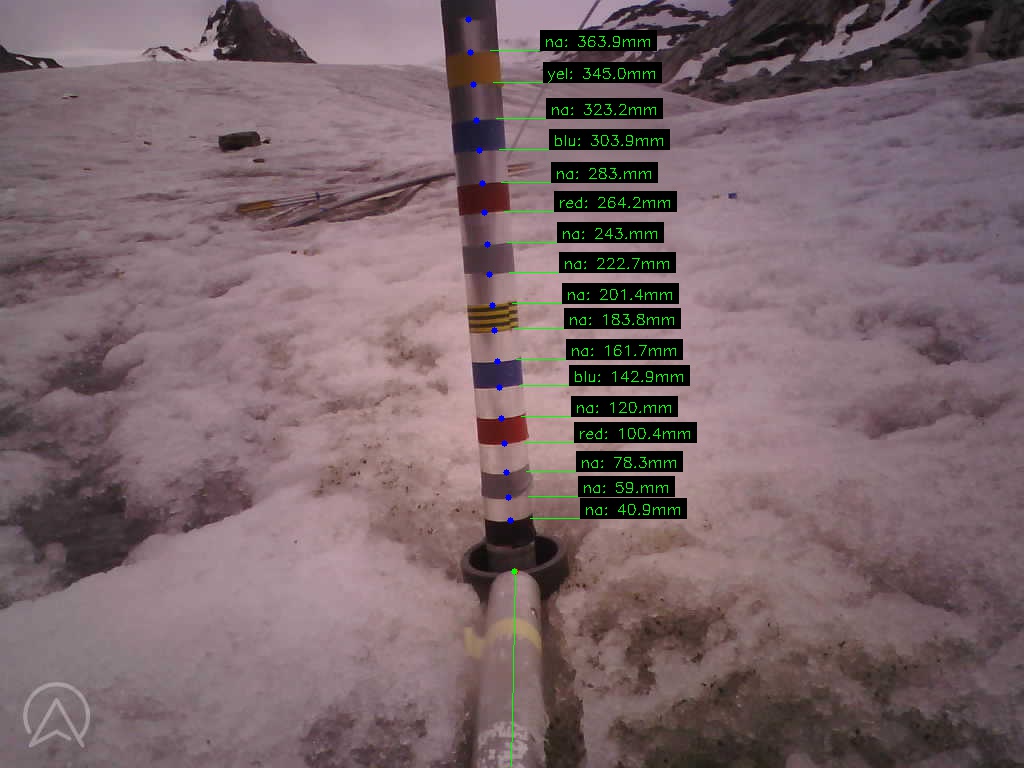 na: 363.9mm
yel: 345.0mm
na: 323.2mm
blu: 303.9mm
na: 283.mm
red: 264.2mm
na: 243.mm
na: 222.7mm
na: 201.4mm
na: 183.8mm
na: 161.7mm
blu: 142.9mm
na: 120.mm
red: 100.4mm
na: 78.3mm
na: 59.mm
na: 40.9mm